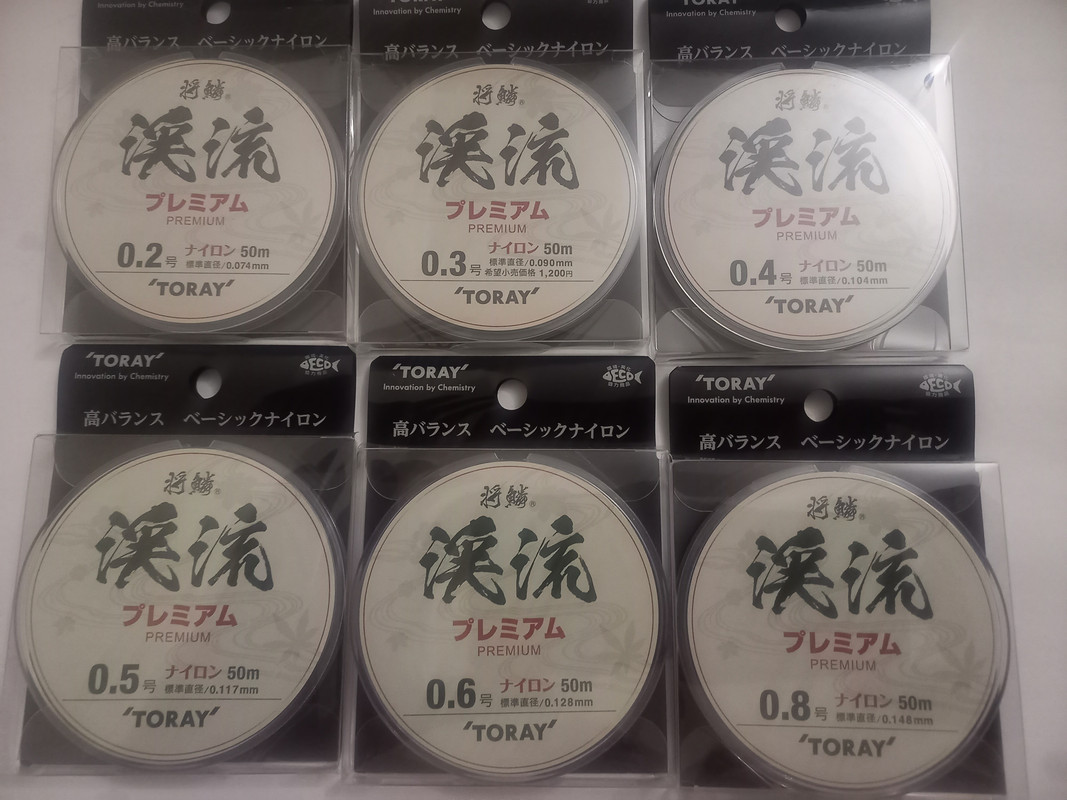 Innovation by Chemistry
高バランス ベーシックナイロン
将鱗®
渓流
プレミアム
PREMIUM
0.2号 ナイロン 50m
標準直径/0.074mm
'TORAY'
高バランス ベーシックナイロン
将鱗®
渓流
プレミアム
PREMIUM
0.3号 ナイロン 50m
標準直径/0.090mm
希望小売価格 1,200円
'TORAY'
TORAY
Innovation by Chemistry
高バランス ベーシックナイロン
将鱗®
渓流
プレミアム
PREMIUM
0.4号 ナイロン 50m
標準直径/0.104mm
'TORAY'
'TORAY'
Innovation by Chemistry
FECO
高バランス ベーシックナイロン
将鱗®
渓流
プレミアム
PREMIUM
0.5号 ナイロン 50m
標準直径/0.117mm
'TORAY'
'TORAY'
Innovation by Chemistry
FECO
高バランス ベーシックナイロン
将鱗®
渓流
プレミアム
PREMIUM
0.6号 ナイロン 50m
標準直径/0.128mm
'TORAY'
'TORAY'
Innovation by Chemistry
FECO
高バランス ベーシックナイロン
将鱗®
渓流
プレミアム
PREMIUM
0.8号 ナイロン 50m
標準直径/0.148mm
'TORAY'